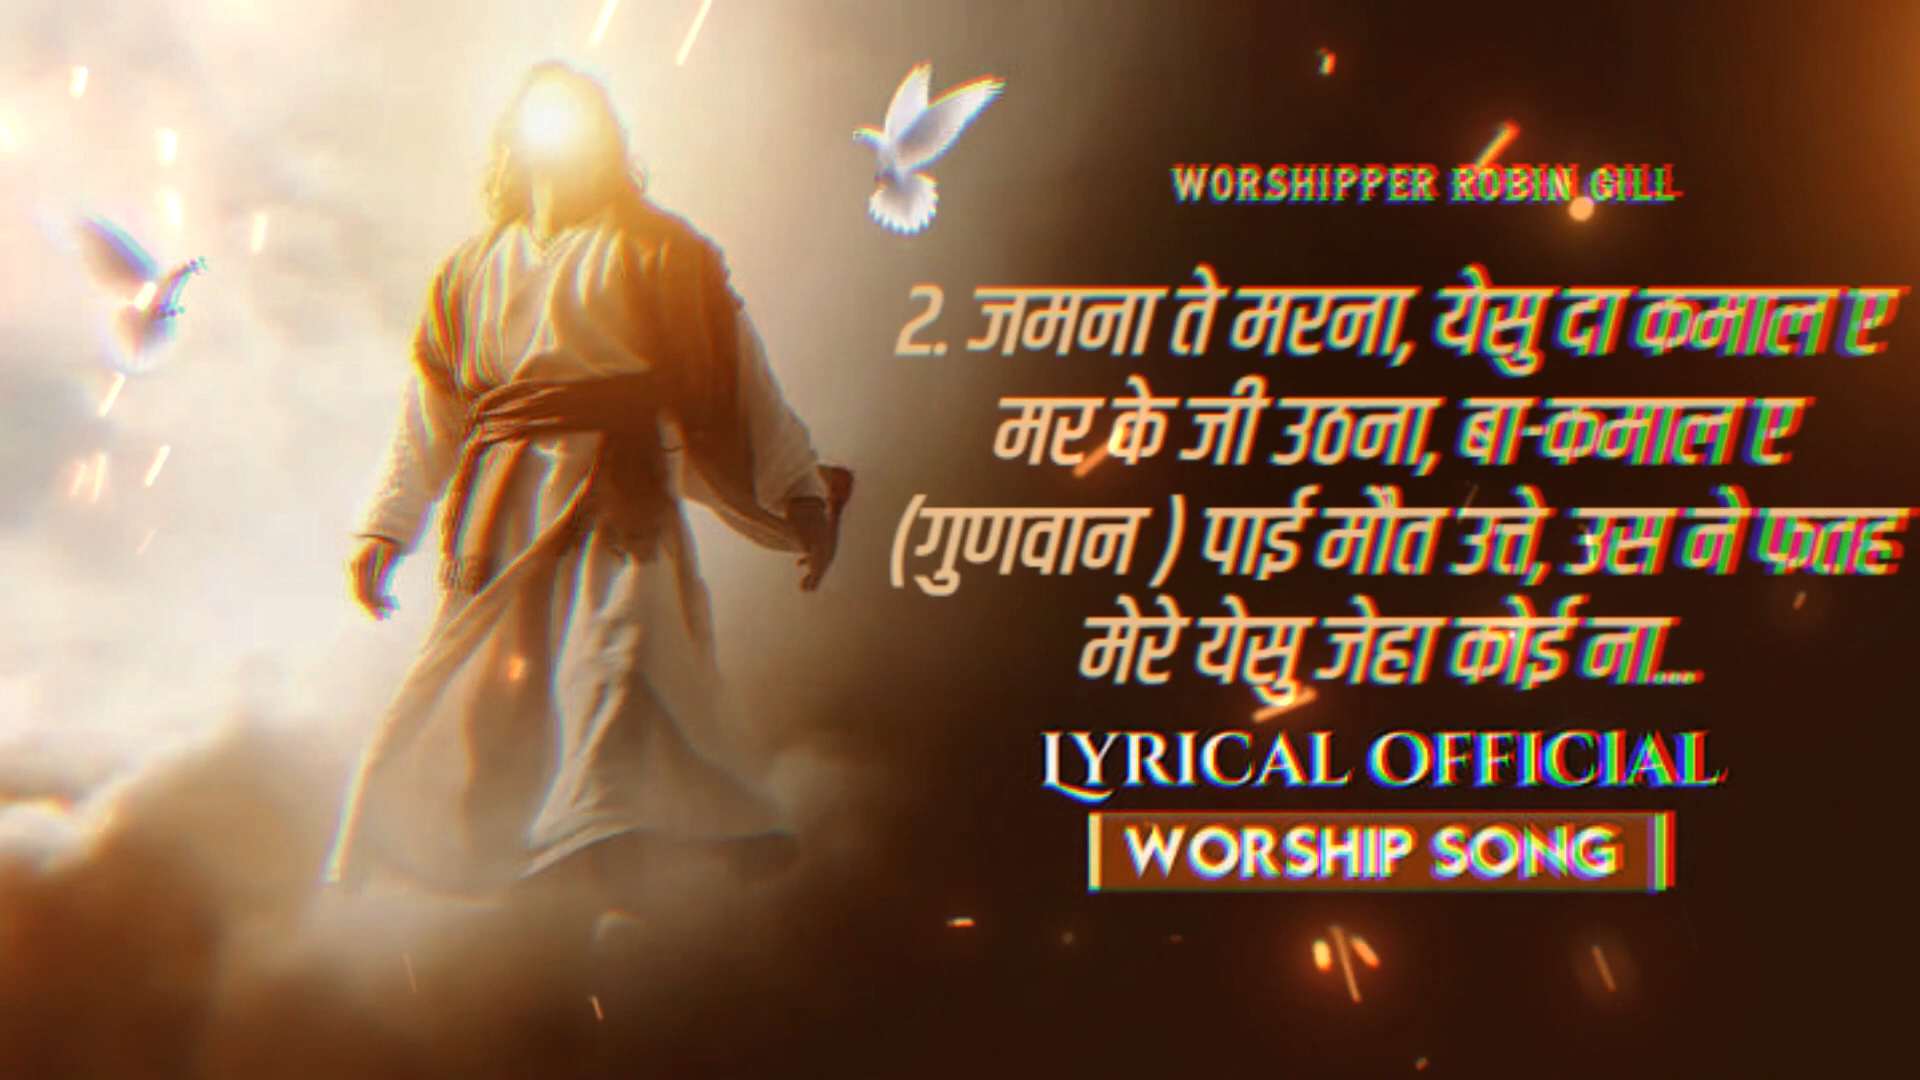 WORSHIPPER ROBIN GILL
2. जमना ते मरना, येसु दा कमाल ए
मर के जी उठना, बा-कमाल ए
(गुणवान ) पाई मौत उत्ते, उस ने फतह
मेरे येसु जेहा कोई ना...
LYRICAL OFFICIAL
WORSHIP SONG